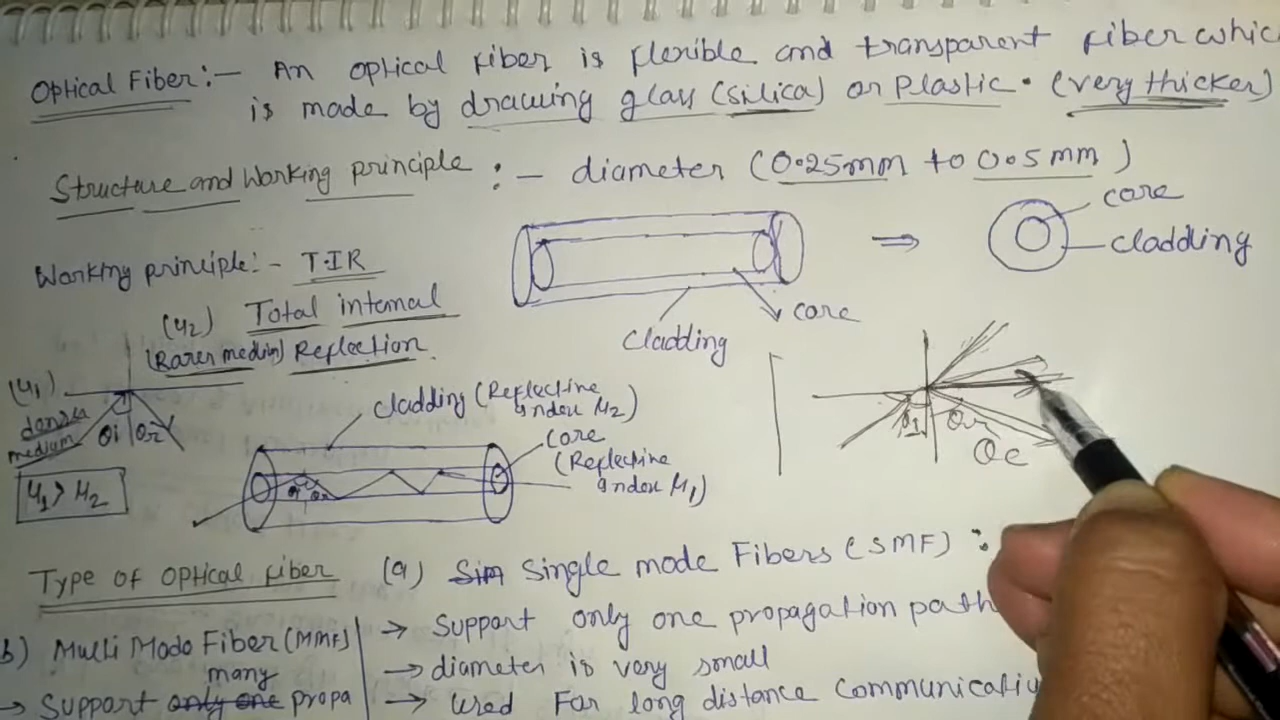 Optical Fiber:- An optical fiber is flexible and transparent fiber whic
is made by drawing glass (silica) or plastic. (very thicker)
Structure and Working principle :- diameter (0.25mm to 0.5mm)
core
cladding
core
cladding
Working principle:- TIR
(μ2) Total internal
(Rarer medium) Reflection
(μ1)
denser
medium
θi θr
μ1 > μ2
cladding (Reflective
index μ2)
core
(Reflective
index μ1)
θi θr
θr
θc
Type of optical fiber (a) Sim Single mode Fibers (SMF) :
→ Support only one propagation path
→ diameter is very small
→ Used For long distance communicatio
b) Multi Mode Fiber (MMF)
many
→ Support only one propa